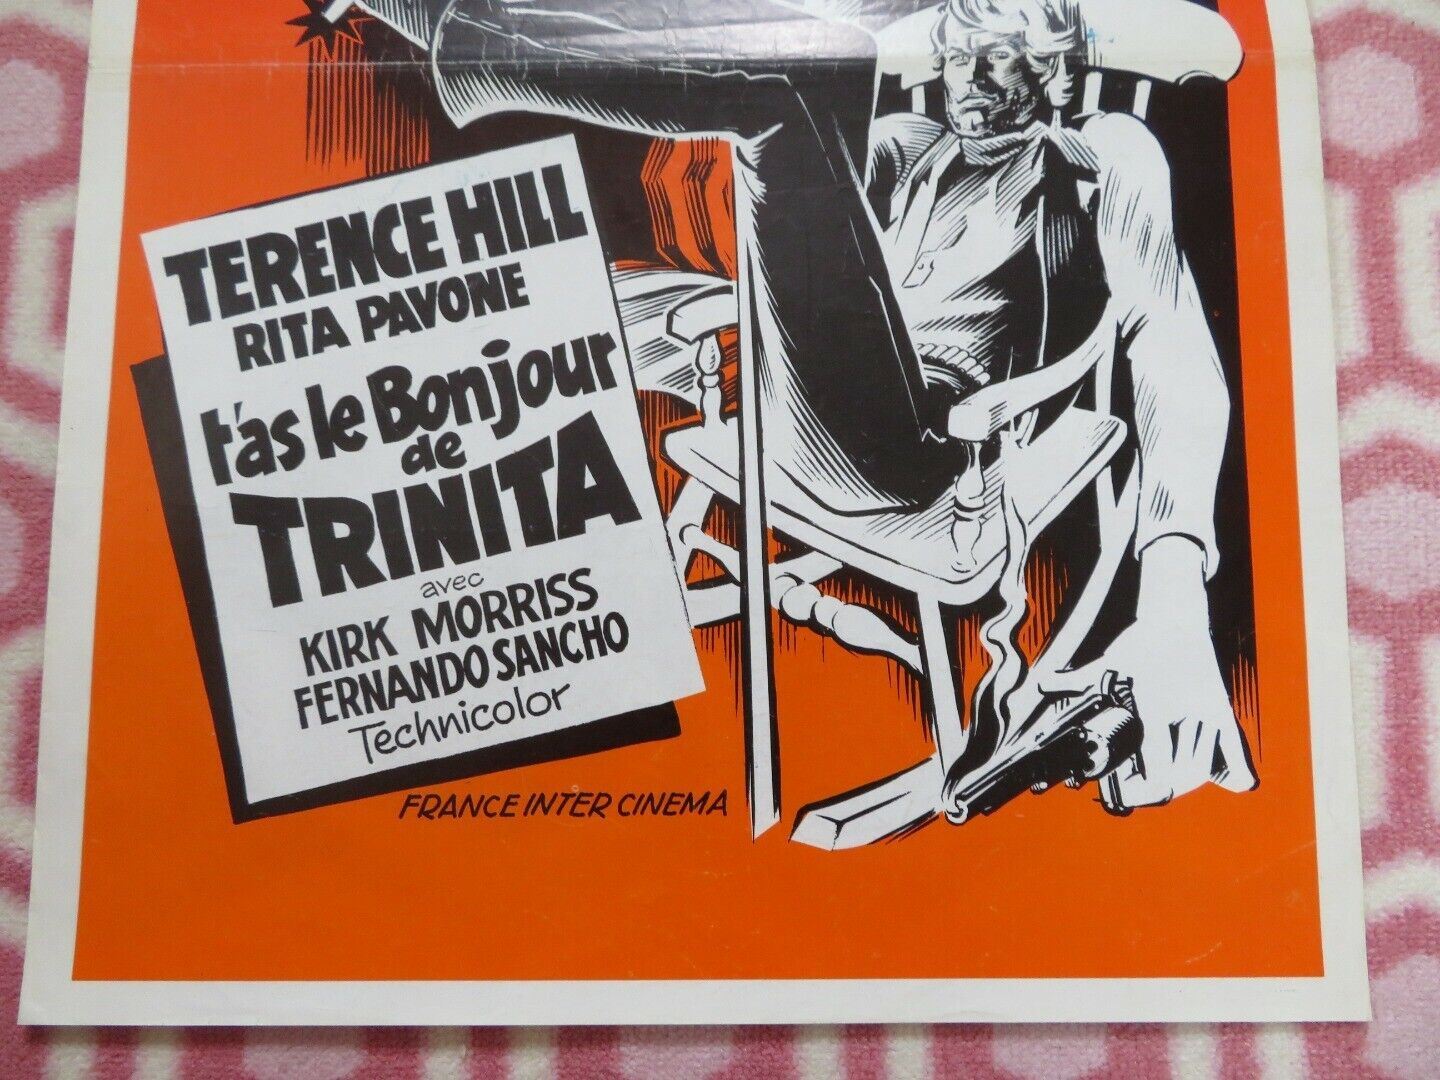 TERENCE HILL
RITA PAVONE
t'as le Bonjour
de
TRINITA
avec
KIRK MORRISS
FERNANDO SANCHO
Technicolor
FRANCE INTER CINEMA